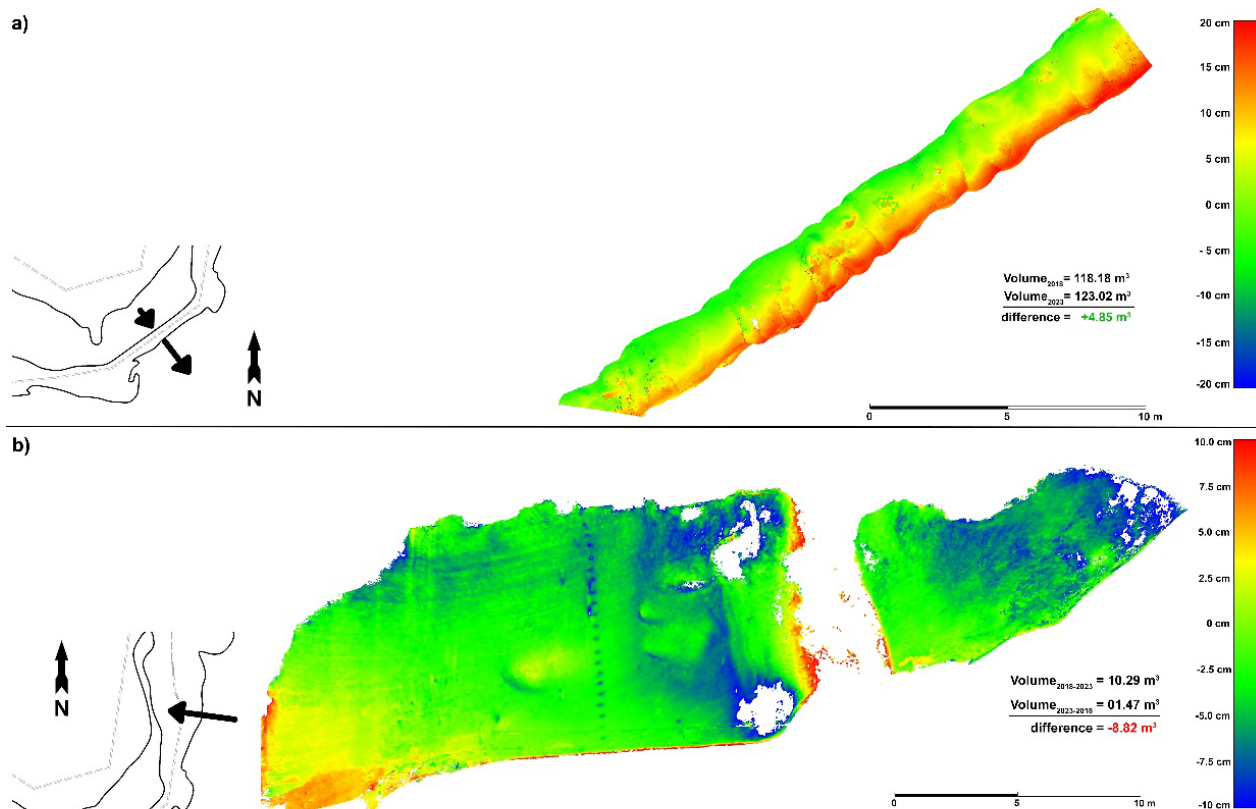 a)
20 cm
15 cm
10 cm
5 cm
0 cm
- 5 cm
-10 cm
-15 cm
-20 cm
Volume2018 = 118.18 m³
Volume2023 = 123.02 m³
difference = +4.85 m³
N
0 5 10 m
b)
10.0 cm
7.5 cm
5.0 cm
2.5 cm
0 cm
-2.5 cm
-5.0 cm
-7.5 cm
-10 cm
N
Volume2018-2023 = 10.29 m³
Volume2023-2018 = 01.47 m³
difference = -8.82 m³
0 5 10 m